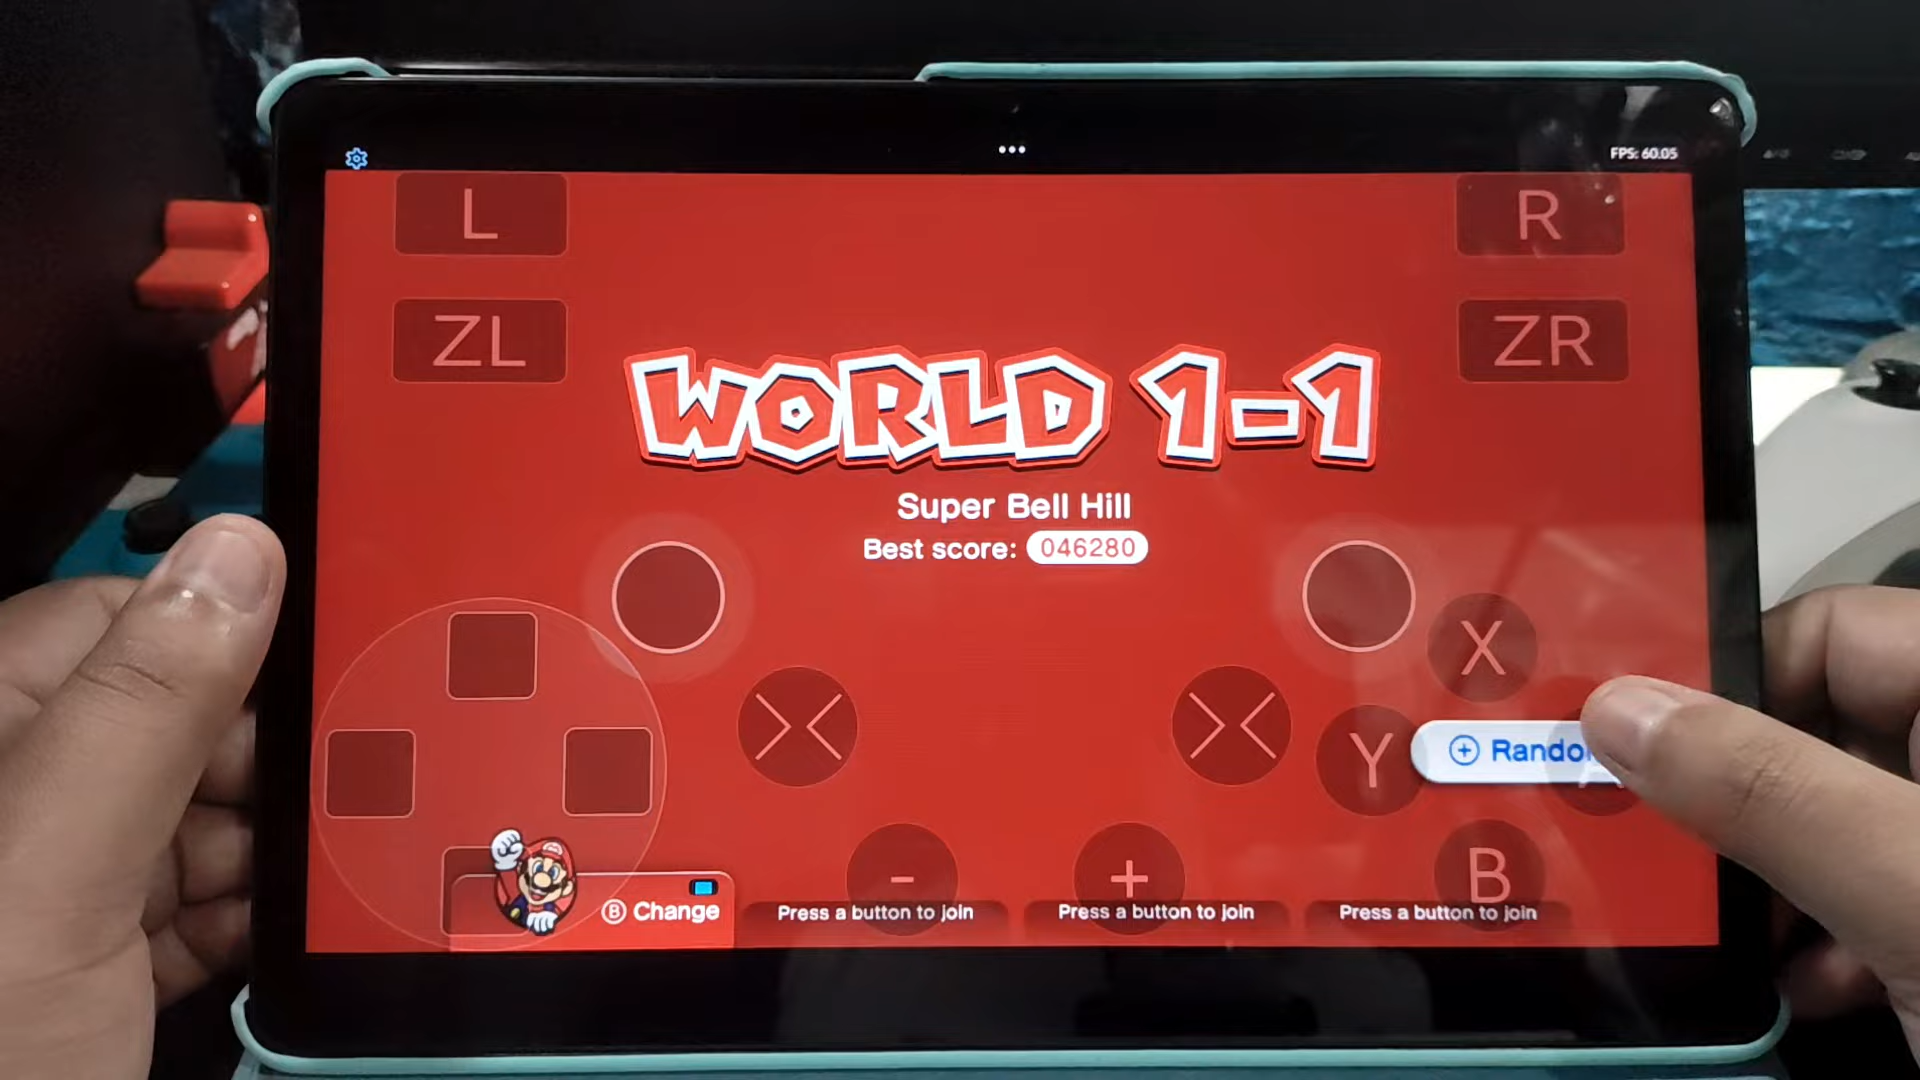 FPS: 60.05
L
R
ZL
ZR
WORLD 1-1
Super Bell Hill
Best score: 046280
X
Y
+ Random
A
- 
+
B
B Change
Press a button to join
Press a button to join
Press a button to join